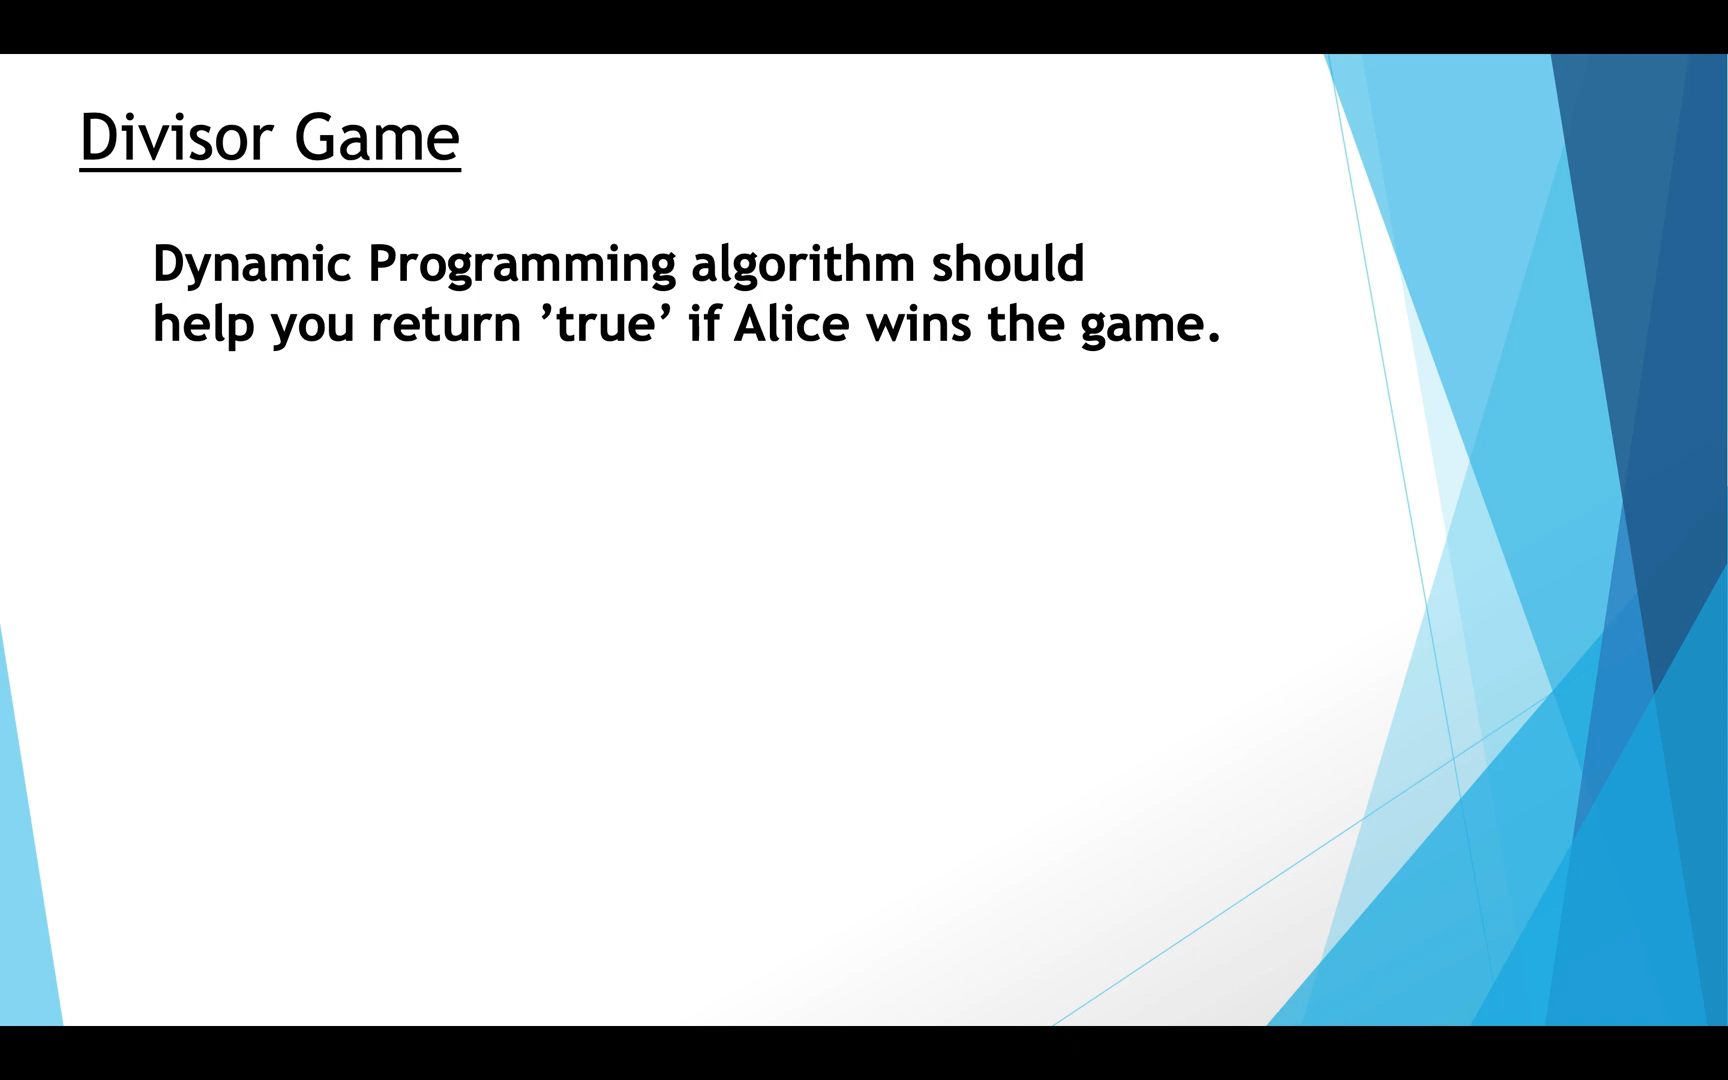 Divisor Game
Dynamic Programming algorithm should
help you return ’true’ if Alice wins the game.